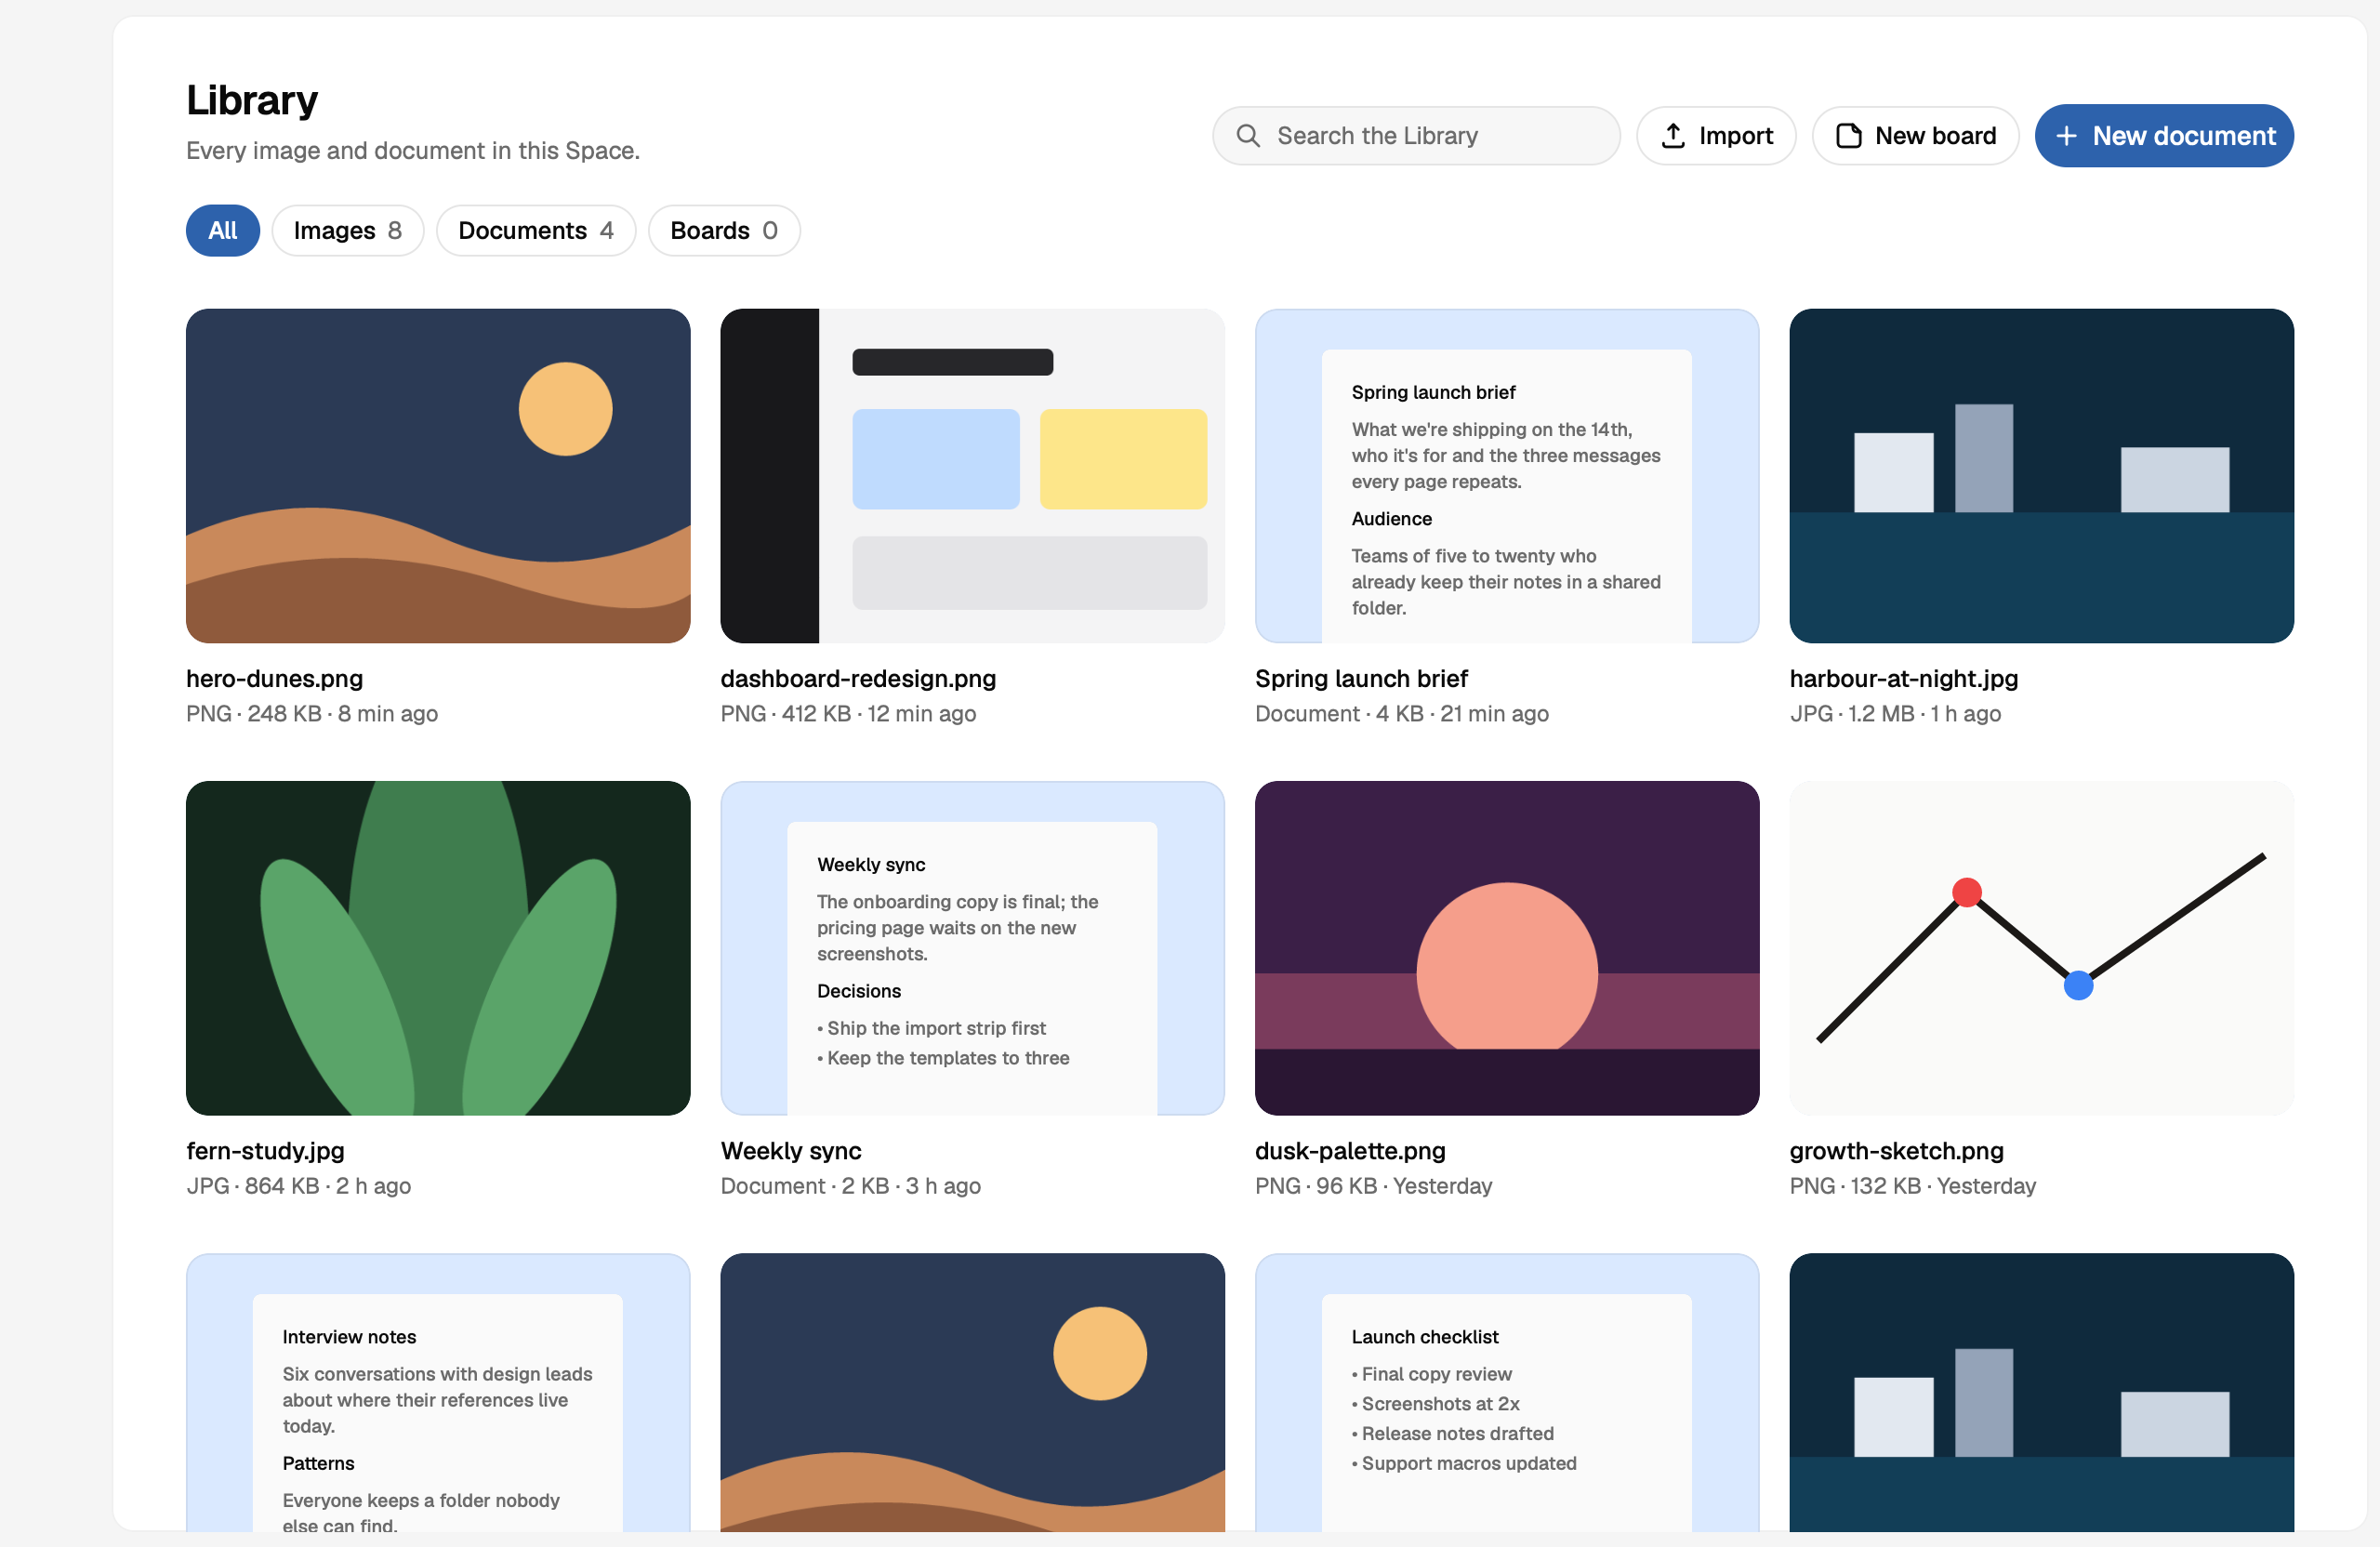 Library
Every image and document in this Space.
Search the Library
Import
New board
New document
All
Images 8
Documents 4
Boards 0
Spring launch brief
What we're shipping on the 14th,
who it's for and the three messages
every page repeats.
Audience
Teams of five to twenty who
already keep their notes in a shared
folder.
hero-dunes.png
PNG · 248 KB · 8 min ago
dashboard-redesign.png
PNG · 412 KB · 12 min ago
Spring launch brief
Document · 4 KB · 21 min ago
harbour-at-night.jpg
JPG · 1.2 MB · 1 h ago
Weekly sync
The onboarding copy is final; the
pricing page waits on the new
screenshots.
Decisions
• Ship the import strip first
• Keep the templates to three
fern-study.jpg
JPG · 864 KB · 2 h ago
Weekly sync
Document · 2 KB · 3 h ago
dusk-palette.png
PNG · 96 KB · Yesterday
growth-sketch.png
PNG · 132 KB · Yesterday
Interview notes
Six conversations with design leads
about where their references live
today.
Patterns
Everyone keeps a folder nobody
else can find.
Launch checklist
• Final copy review
• Screenshots at 2x
• Release notes drafted
• Support macros updated